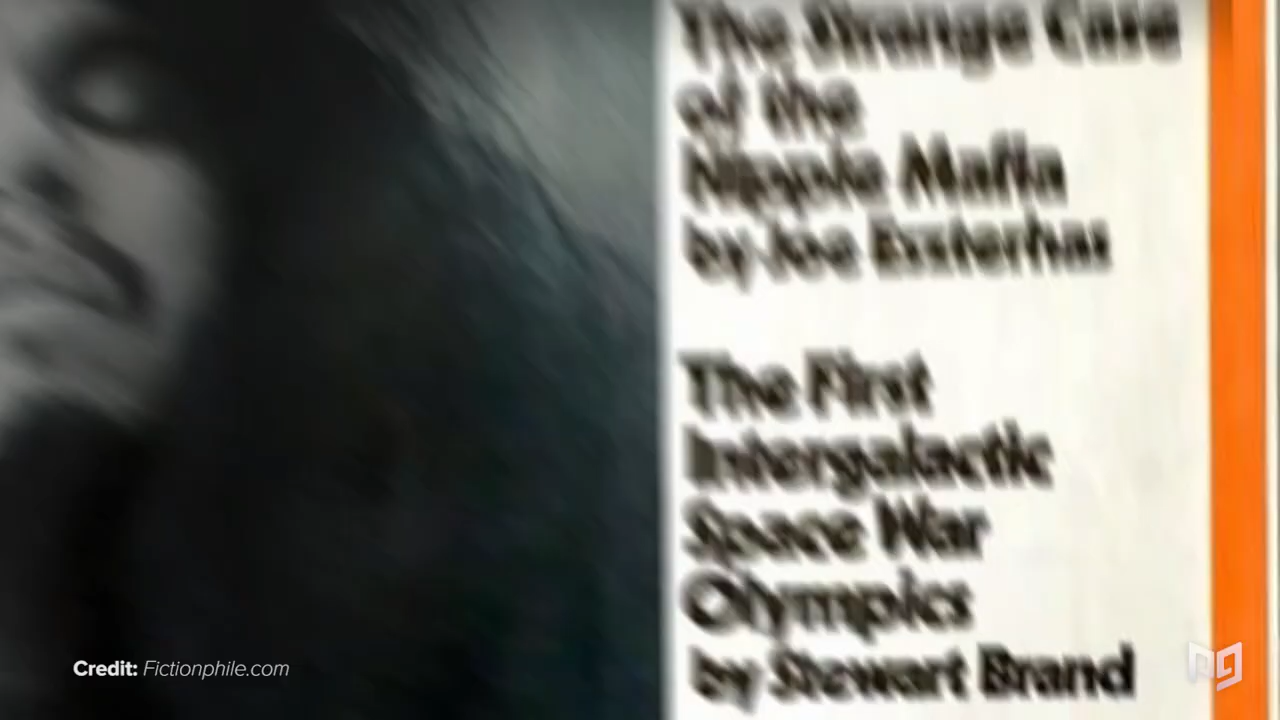 The Strange Case
of the
Nipple Mafia
by Joe Eszterhas
The First
Intergalactic
Space War
Olympics
by Stewart Brand
Credit: Fictionphile.com